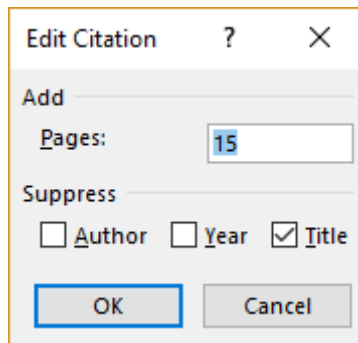 Edit Citation ?
Add
Pages: 15
Suppress
Author Year Title
OK Cancel